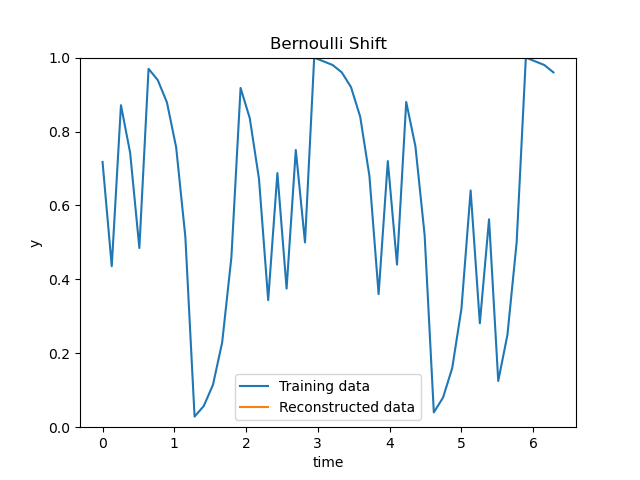 Bernoulli Shift
1.0
0.8
0.6
0.4
0.2
0.0
y
Training data
Reconstructed data
0 1 2 3 4 5 6
time